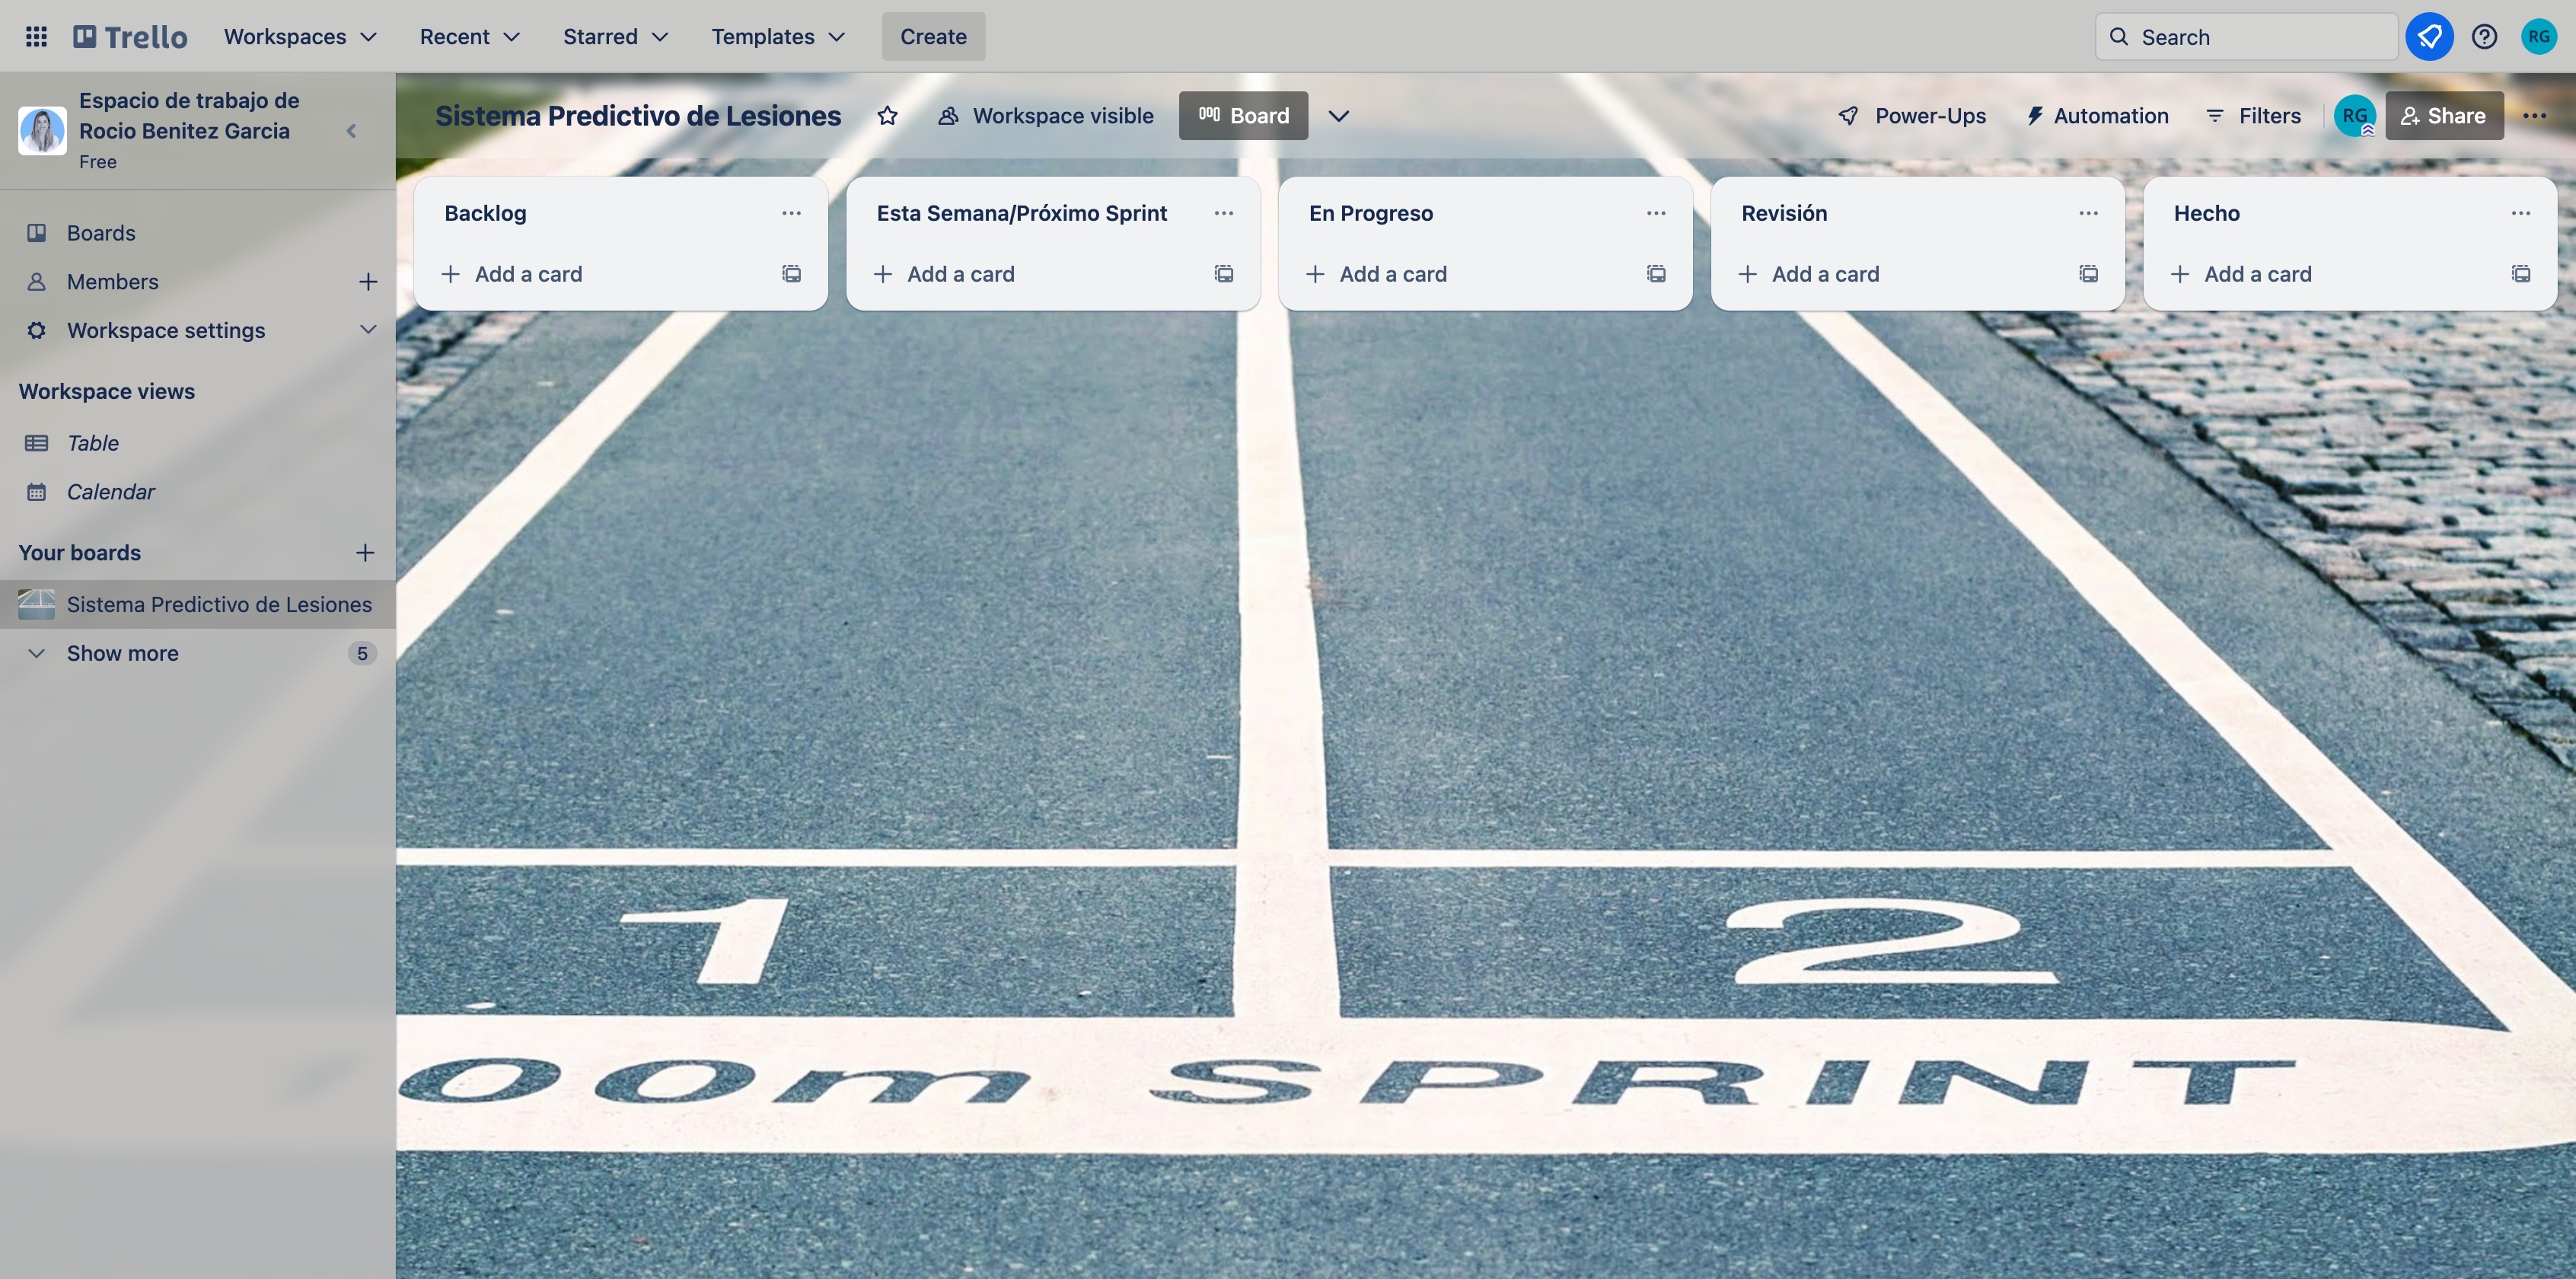 Trello
Workspaces
Recent
Starred
Templates
Create
Search
RG
Espacio de trabajo de
Rocio Benitez Garcia
Free
Sistema Predictivo de Lesiones
Workspace visible
Board
Power-Ups
Automation
Filters
RG
Share
Boards
Members
Workspace settings
Workspace views
Table
Calendar
Your boards
Sistema Predictivo de Lesiones
Show more
5
Backlog
Add a card
Esta Semana/Próximo Sprint
Add a card
En Progreso
Add a card
Revisión
Add a card
Hecho
Add a card
1 2
00m SPRINT